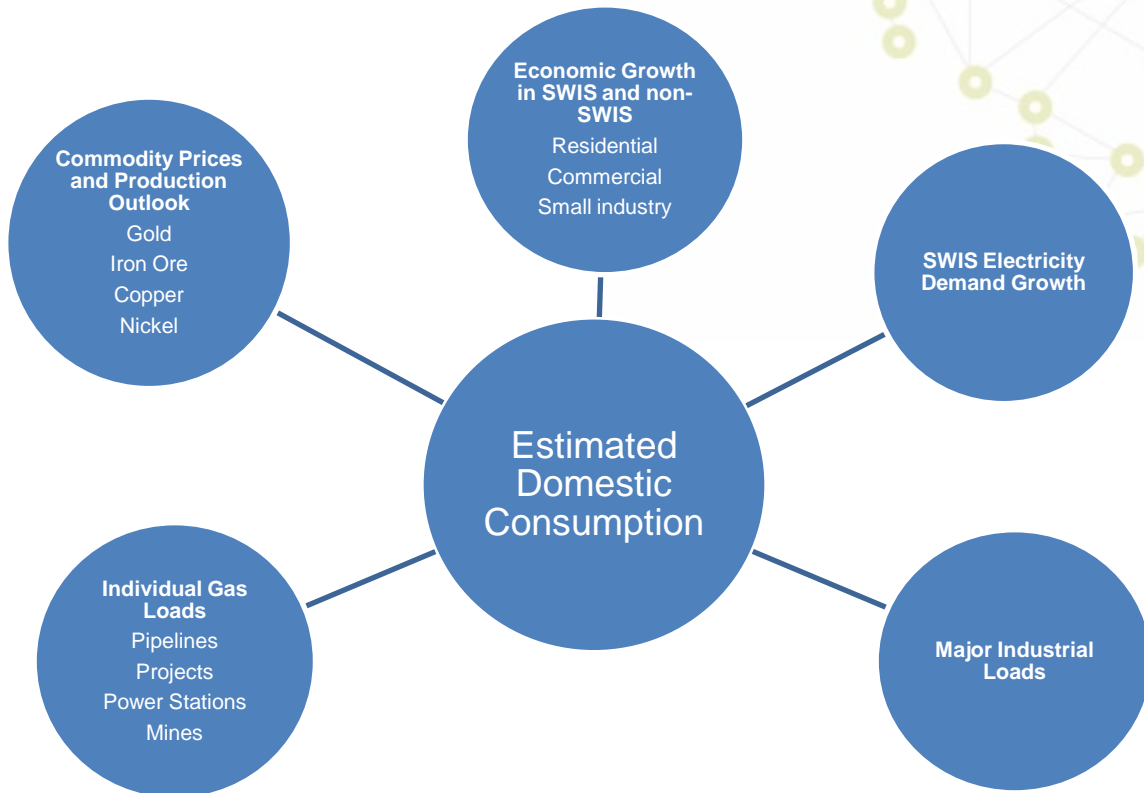 Economic Growth
in SWIS and non-
SWIS
Residential
Commercial
Small industry
Commodity Prices
and Production
Outlook
Gold
Iron Ore
Copper
Nickel
SWIS Electricity
Demand Growth
Estimated
Domestic
Consumption
Individual Gas
Loads
Pipelines
Projects
Power Stations
Mines
Major Industrial
Loads